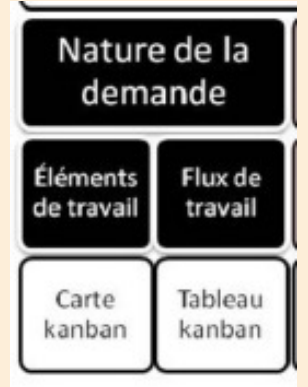 Nature de la
demande
Éléments
de travail
Flux de
travail
Carte
kanban
Tableau
kanban